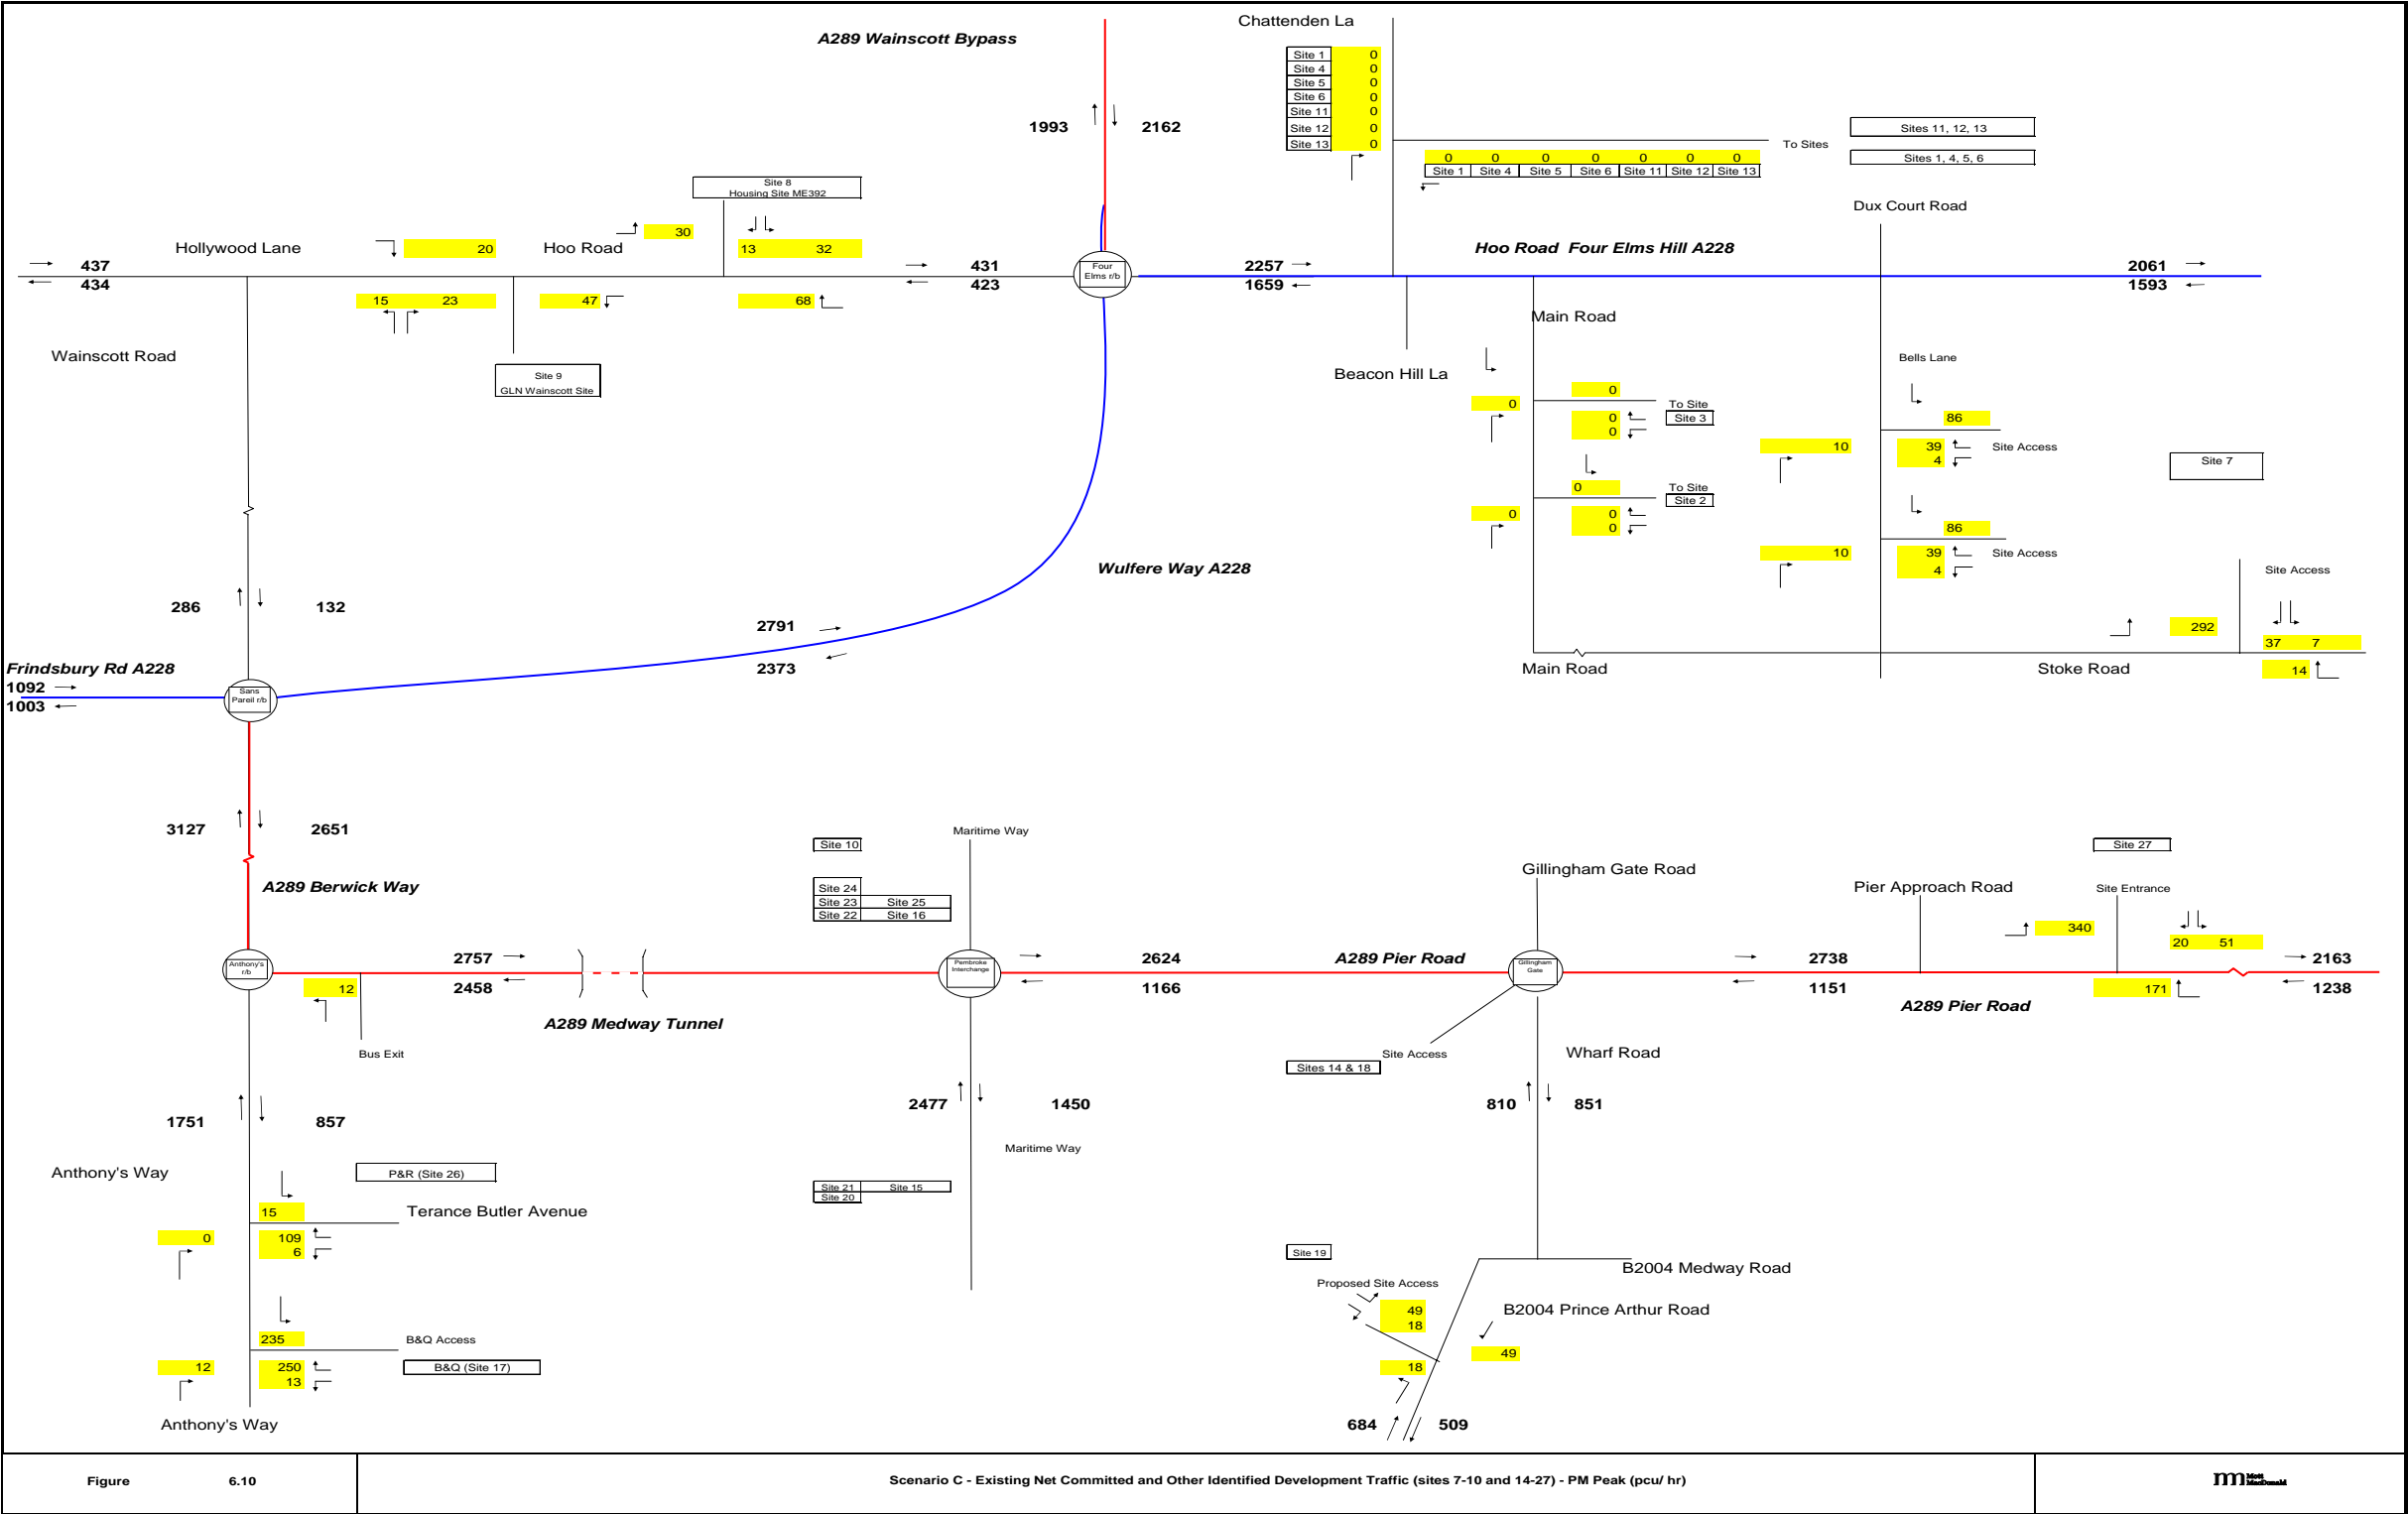 Chattenden La
A289 Wainscott Bypass
Site 1 0
Site 4 0
Site 5 0
Site 6 0
Site 11 0
Site 12 0
Site 13 0
1993 2162
Sites 11, 12, 13
To Sites
Sites 1, 4, 5, 6
0 0 0 0 0 0 0
Site 1 Site 4 Site 5 Site 6 Site 11 Site 12 Site 13
Site 8
Housing Site ME392
Dux Court Road
30
Hollywood Lane
20
Hoo Road
13 32
Hoo Road Four Elms Hill A228
437
434
431
423
Four
Elms r/b
2257
1659
2061
1593
15 23
47
68
Main Road
Wainscott Road
Site 9
GLN Wainscott Site
Beacon Hill La
Bells Lane
0
0
To Site
Site 3
0
0
86
10
39
4
Site Access
Site 7
0
To Site
Site 2
0
0
0
86
10
39
4
Site Access
Wulfere Way A228
Site Access
286 132
2791
2373
292
37 7
14
Frindsbury Rd A228
1092
1003
Sans
Pareil r/b
Main Road
Stoke Road
3127 2651
Site 10
Maritime Way
Site 27
A289 Berwick Way
Site 24
Site 23 Site 25
Site 22 Site 16
Gillingham Gate Road
Pier Approach Road
Site Entrance
340
20 51
Anthony's
r/b
2757
2458
Pembroke
Interchange
2624
1166
A289 Pier Road
Gillingham
Gate
2738
1151
2163
1238
12
171
A289 Pier Road
A289 Medway Tunnel
Bus Exit
Site Access
Wharf Road
Sites 14 & 18
1751 857
2477 1450
810 851
Maritime Way
Anthony's Way
P&R (Site 26)
Site 21 Site 15
Site 20
15
Terance Butler Avenue
0
109
6
Site 19
B2004 Medway Road
Proposed Site Access
49
18
B2004 Prince Arthur Road
235
B&Q Access
49
12
250
13
B&Q (Site 17)
18
Anthony's Way
684 509
Figure 6.10
Scenario C - Existing Net Committed and Other Identified Development Traffic (sites 7-10 and 14-27) - PM Peak (pcu/ hr)
Mott
MacDonald